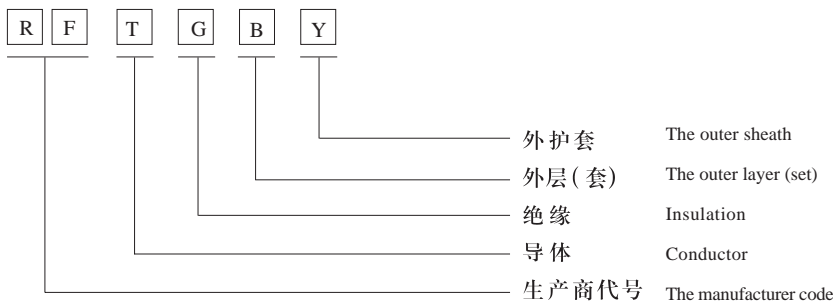 R F T G B Y
外护套 The outer sheath
外层(套) The outer layer (set)
绝缘 Insulation
导体 Conductor
生产商代号 The manufacturer code